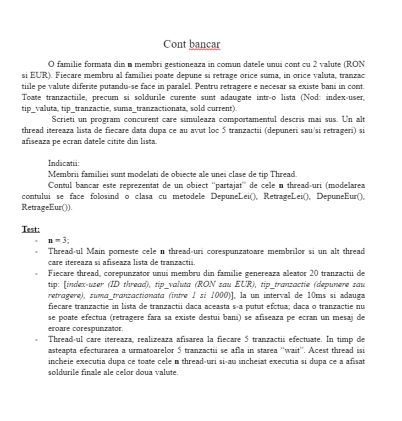 Cont bancar
O familie formata din n membri gestioneaza in comun datele unui cont cu 2 valute (RON
si EUR). Fiecare membru al familiei poate depune si retrage orice suma, in orice valuta, tranzac
tiile pe valute diferite putandu-se face in paralel. Pentru retragere e necesar sa existe bani in cont.
Toate tranzactiile, precum si soldurile curente sunt adaugate intr-o lista (Nod: index-user,
tip_valuta, tip_tranzactie, suma_tranzactionata, sold current).
Scrieti un program concurent care simuleaza comportamentul descris mai sus. Un alt
thread itereaza lista de fiecare data dupa ce au avut loc 5 tranzactii (depuneri sau/si retrageri) si
afiseaza pe ecran datele citite din lista.
Indicatii:
Membrii familiei sunt modelati de obiecte ale unei clase de tip Thread.
Contul bancar este reprezentat de un obiect "partajat" de cele n thread-uri (modelarea
contului se face folosind o clasa cu metodele DepuneLei(), RetrageLei(), DepuneEur(),
RetrageEur()).
Test:
- n = 3;
- Thread-ul Main porneste cele n thread-uri corespunzatoare membrilor si un alt thread
care itereaza si afiseaza lista de tranzactii.
- Fiecare thread, corepunzator unui membru din familie genereaza aleator 20 tranzactii de
tip: [index-user (ID thread), tip_valuta (RON sau EUR), tip_tranzactie (depunere sau
retragere), suma_tranzactionata (intre 1 si 1000)], la un interval de 10ms si adauga
fiecare tranzactie in lista de tranzactii daca aceasta s-a putut efectua; daca o tranzactie nu
se poate efectua (retragere fara sa existe destui bani) se afiseaza pe ecran un mesaj de
eroare corespunzator.
- Thread-ul care itereaza, realizeaza afisarea la fiecare 5 tranzactii efectuate. In timp de
asteapta efecturarea a urmatoarelor 5 tranzactii se afla in starea "wait". Acest thread isi
incheie executia dupa ce toate cele n thread-uri si-au incheiat executia si dupa ce a afisat
soldurile finale ale celor doua valute.